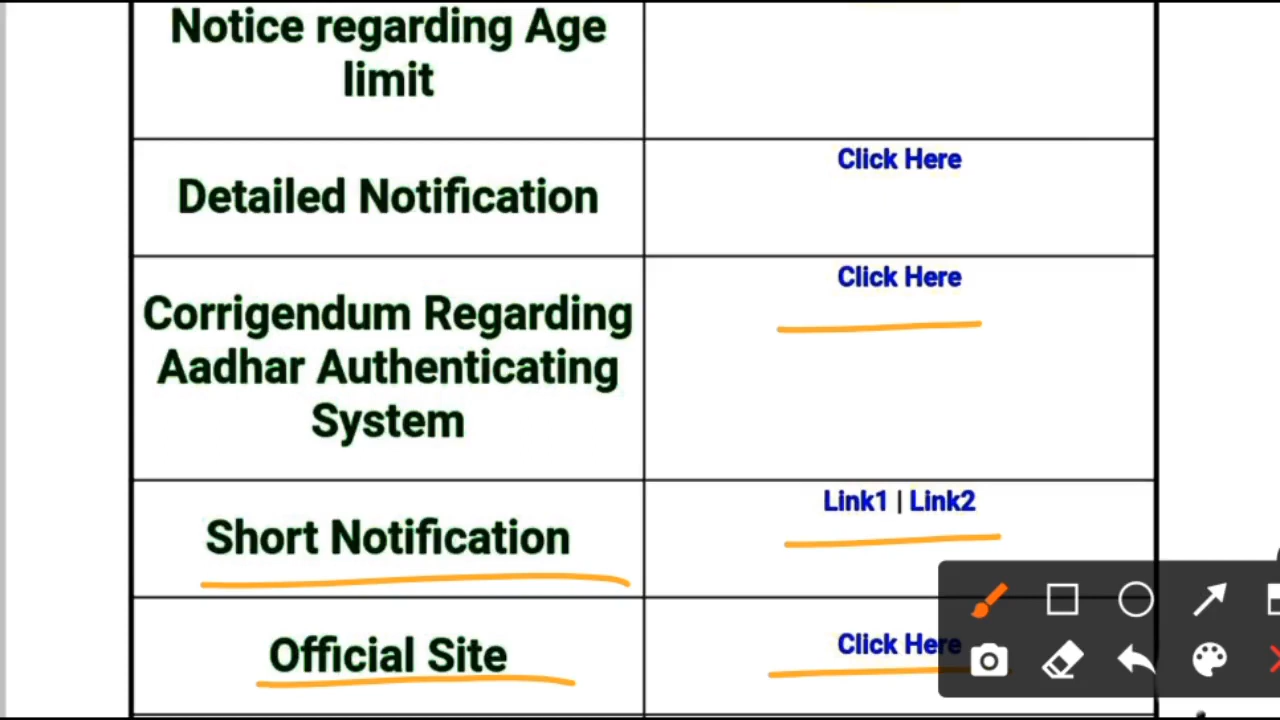 Notice regarding Age
limit
Click Here
Detailed Notification
Click Here
Corrigendum Regarding
Aadhar Authenticating
System
Link1 | Link2
Short Notification
Click Here
Official Site